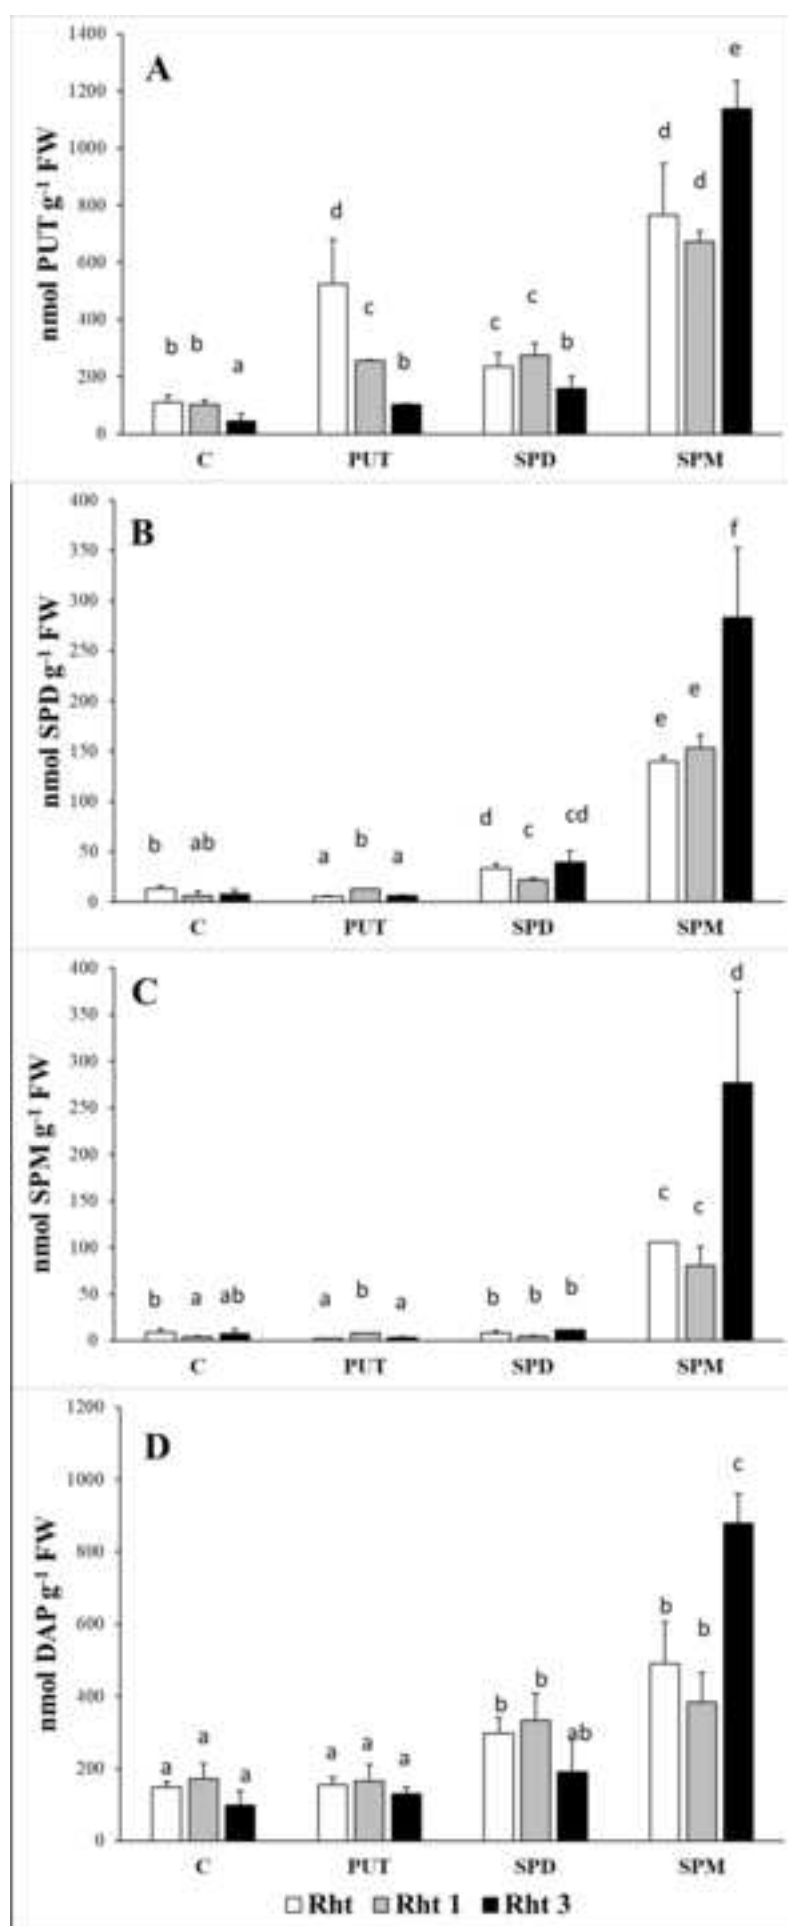 A
nmol PUT g-1 FW
1400
1200
1000
800
600
400
200
0
b b a
d c b
c c b
d d e
C PUT SPD SPM
B
nmol SPD g-1 FW
400
350
300
250
200
150
100
50
0
b ab
a b a
d c cd
e e f
C PUT SPD SPM
C
nmol SPM g-1 FW
400
350
300
250
200
150
100
50
0
b a ab
a b a
b b b
c c d
C PUT SPD SPM
D
nmol DAP g-1 FW
1200
1000
800
600
400
200
0
a a a
a a a
b b ab
b b c
C PUT SPD SPM
Rht Rht 1 Rht 3